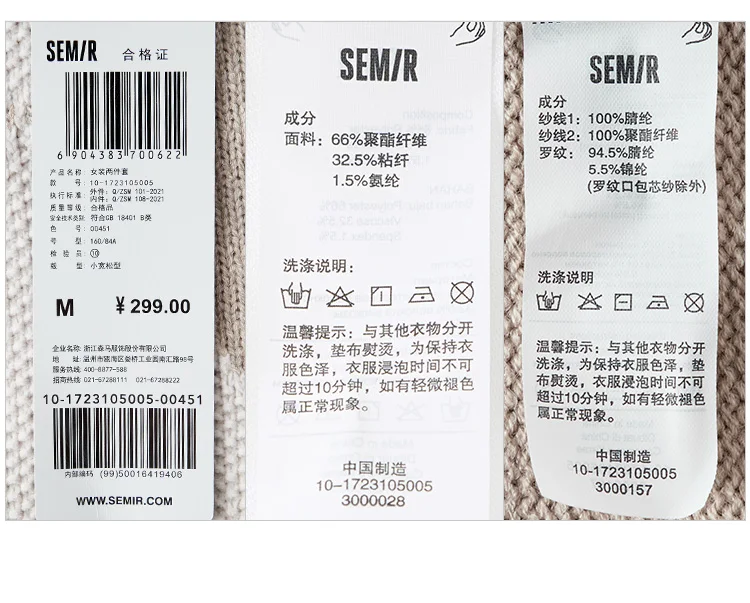 SEMIR 合格证
6 904383 700622
产品名称: 女装两件套
款 号: 10-1723105005
执行标准: 外件: Q/ZSM 101-2021
内件: Q/ZSM 108-2021
质量等级: 合格品
安全技术类别: 符合GB 18401 B类
色 号: 00451
号 型: 160/84A
检 验 员: 10
版 型: 小宽松型
M ¥ 299.00
企业名称: 浙江森马服饰股份有限公司
地 址: 温州市瓯海区娄桥工业园南汇路98号
服务热线: 400-8877-588
招商热线: 021-67288111 021-67288222
10-1723105005-00451
内部编码 (99)50016419406
WWW.SEMIR.COM
SEMIR
成分
面料: 66%聚酯纤维
32.5%粘纤
1.5%氨纶
洗涤说明:
温馨提示: 与其他衣物分开
洗涤, 垫布熨烫, 为保持衣
服色泽, 衣服浸泡时间不可
超过10分钟, 如有轻微褪色
属正常现象。
中国制造
10-1723105005
3000028
SEMIR
成分
纱线1: 100%腈纶
纱线2: 100%聚酯纤维
罗纹: 94.5%腈纶
5.5%锦纶
(罗纹口包芯纱除外)
洗涤说明
温馨提示: 与其他衣物分开
洗涤, 为保持衣服色泽, 垫
布熨烫, 衣服浸泡时间不可
超过10分钟, 如有轻微褪色
属正常现象。
中国制造
10-1723105005
3000157